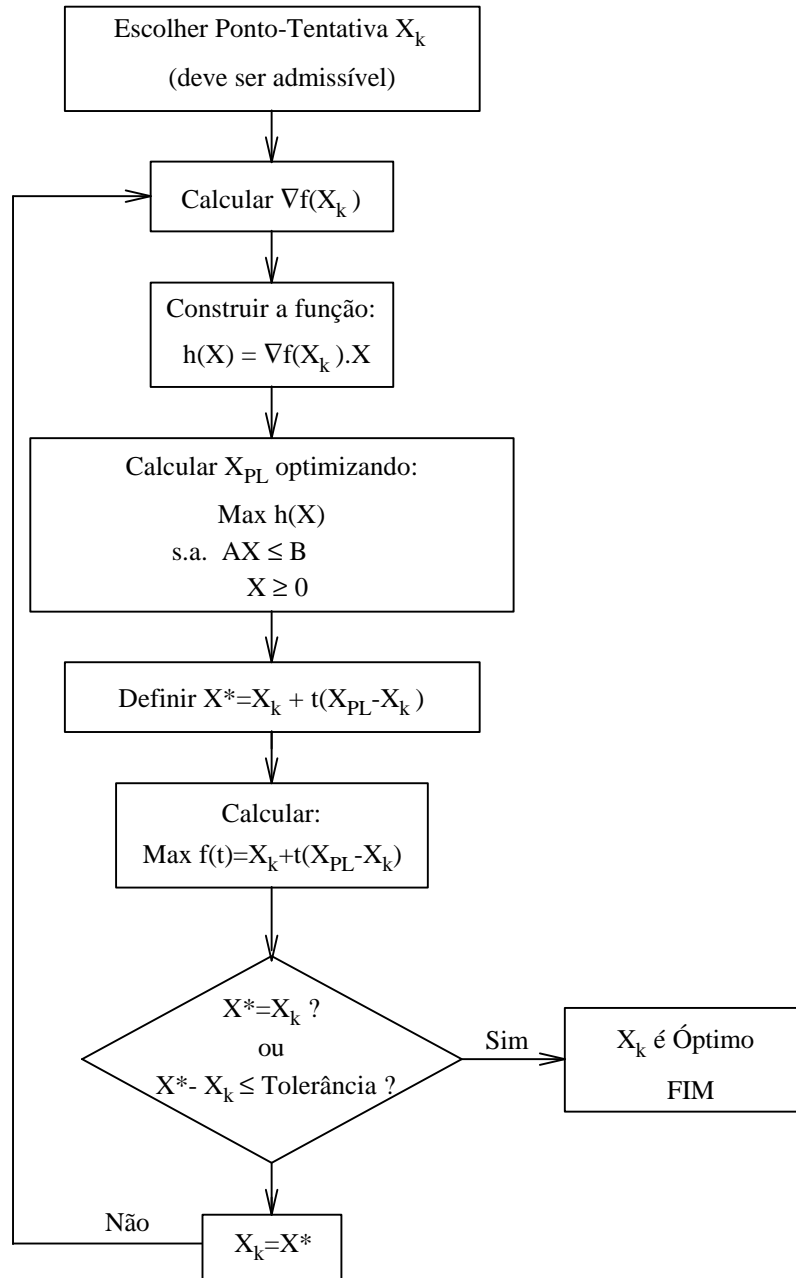 Escolher Ponto-Tentativa X_k
(deve ser admissível)
Calcular ∇f(X_k)
Construir a função:
h(X) = ∇f(X_k).X
Calcular X_PL optimizando:
Max h(X)
s.a. AX ≤ B
X ≥ 0
Definir X*=X_k + t(X_PL-X_k)
Calcular:
Max f(t)=X_k+t(X_PL-X_k)
X*=X_k ?
ou
X*- X_k ≤ Tolerância ?
Sim
X_k é Óptimo
FIM
Não
X_k=X*